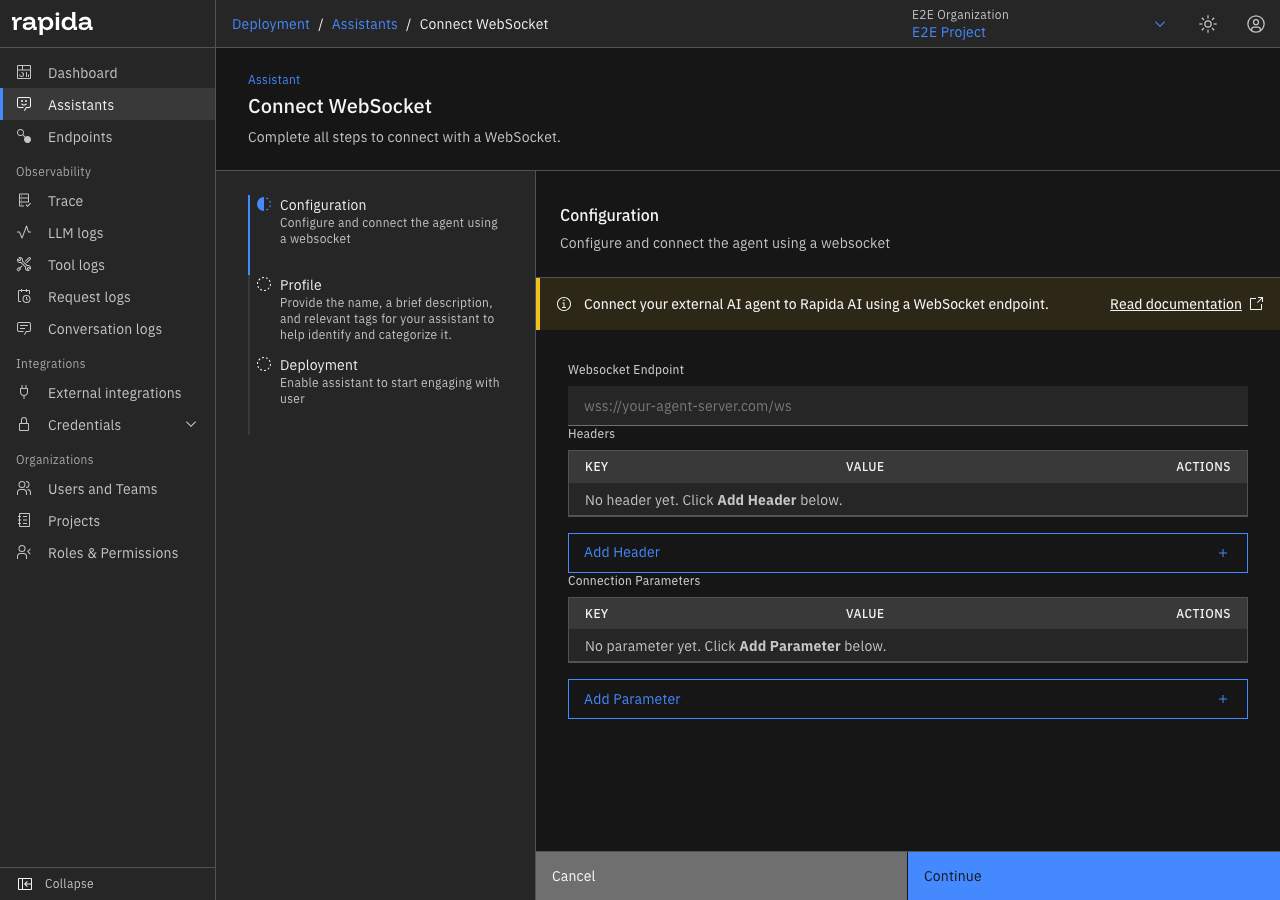 rapida
Deployment / Assistants / Connect WebSocket
E2E Organization
E2E Project
Dashboard
Assistants
Endpoints
Observability
Trace
LLM logs
Tool logs
Request logs
Conversation logs
Integrations
External integrations
Credentials
Organizations
Users and Teams
Projects
Roles & Permissions
Collapse
Assistant
Connect WebSocket
Complete all steps to connect with a WebSocket.
Configuration
Configure and connect the agent using
a websocket
Profile
Provide the name, a brief description,
and relevant tags for your assistant to
help identify and categorize it.
Deployment
Enable assistant to start engaging with
user
Configuration
Configure and connect the agent using a websocket
Connect your external AI agent to Rapida AI using a WebSocket endpoint. Read documentation
Websocket Endpoint
wss://your-agent-server.com/ws
Headers
KEY VALUE ACTIONS
No header yet. Click Add Header below.
Add Header +
Connection Parameters
KEY VALUE ACTIONS
No parameter yet. Click Add Parameter below.
Add Parameter +
Cancel
Continue